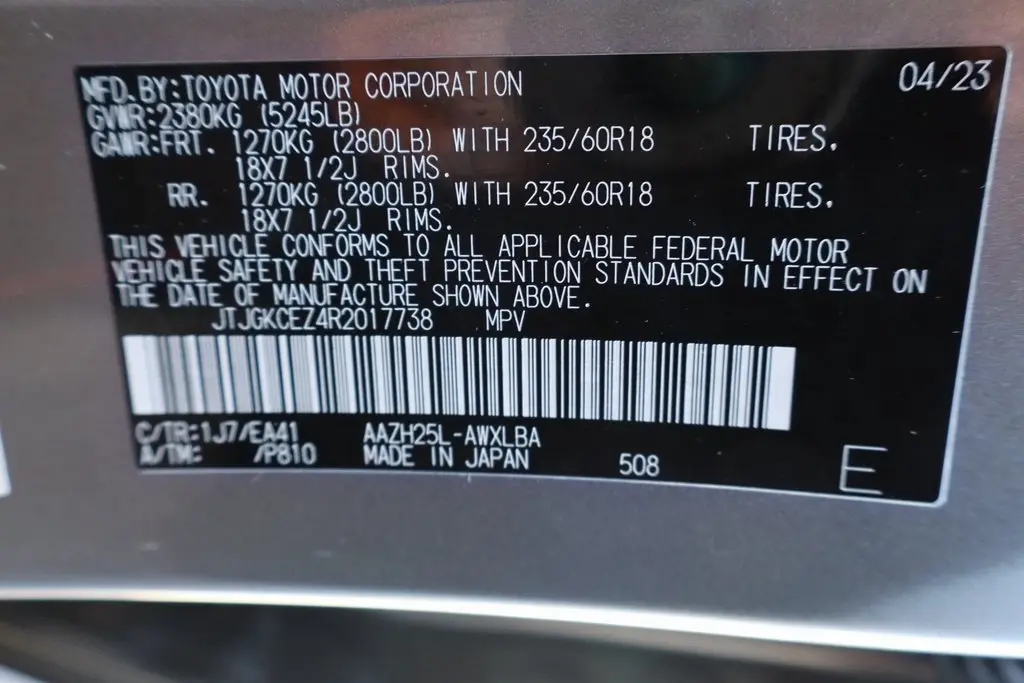 MFD.BY:TOYOTA MOTOR CORPORATION 04/23
GVWR:2380KG (5245LB)
GAWR:FRT. 1270KG (2800LB) WITH 235/60R18 TIRES.
18X7 1/2J RIMS.
RR. 1270KG (2800LB) WITH 235/60R18 TIRES.
18X7 1/2J RIMS.
THIS VEHICLE CONFORMS TO ALL APPLICABLE FEDERAL MOTOR
VEHICLE SAFETY AND THEFT PREVENTION STANDARDS IN EFFECT ON
THE DATE OF MANUFACTURE SHOWN ABOVE.
JTJGKCEZ4R2017738 MPV
C/TR:1J7/EA41 AAZH25L-AWXLBA
A/TM: /P810 MADE IN JAPAN 508 E